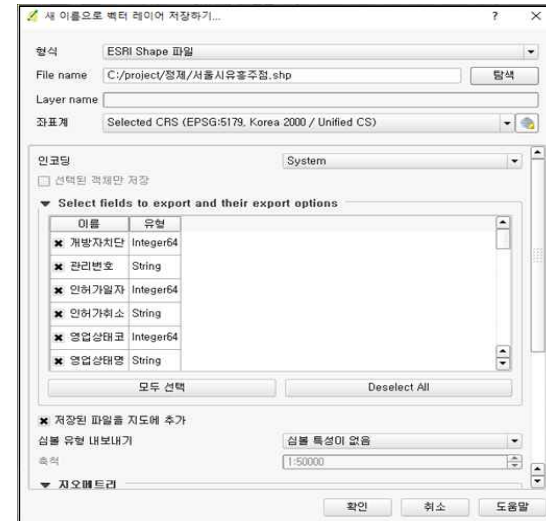 새 이름으로 벡터 레이어 저장하기...
형식 ESRI Shape 파일
File name C:/project/정제/서울시유흥주점.shp 탐색
Layer name
좌표계 Selected CRS (EPSG:5179, Korea 2000 / Unified CS)
인코딩 System
선택된 객체만 저장
Select fields to export and their export options
이름 유형
개방자치단 Integer64
관리번호 String
인허가일자 Integer64
인허가취소 String
영업상태코 Integer64
영업상태명 String
모두 선택 Deselect All
저장된 파일을 지도에 추가
심볼 유형 내보내기 심볼 특성이 없음
축척 1:50000
지오메트리
확인 취소 도움말